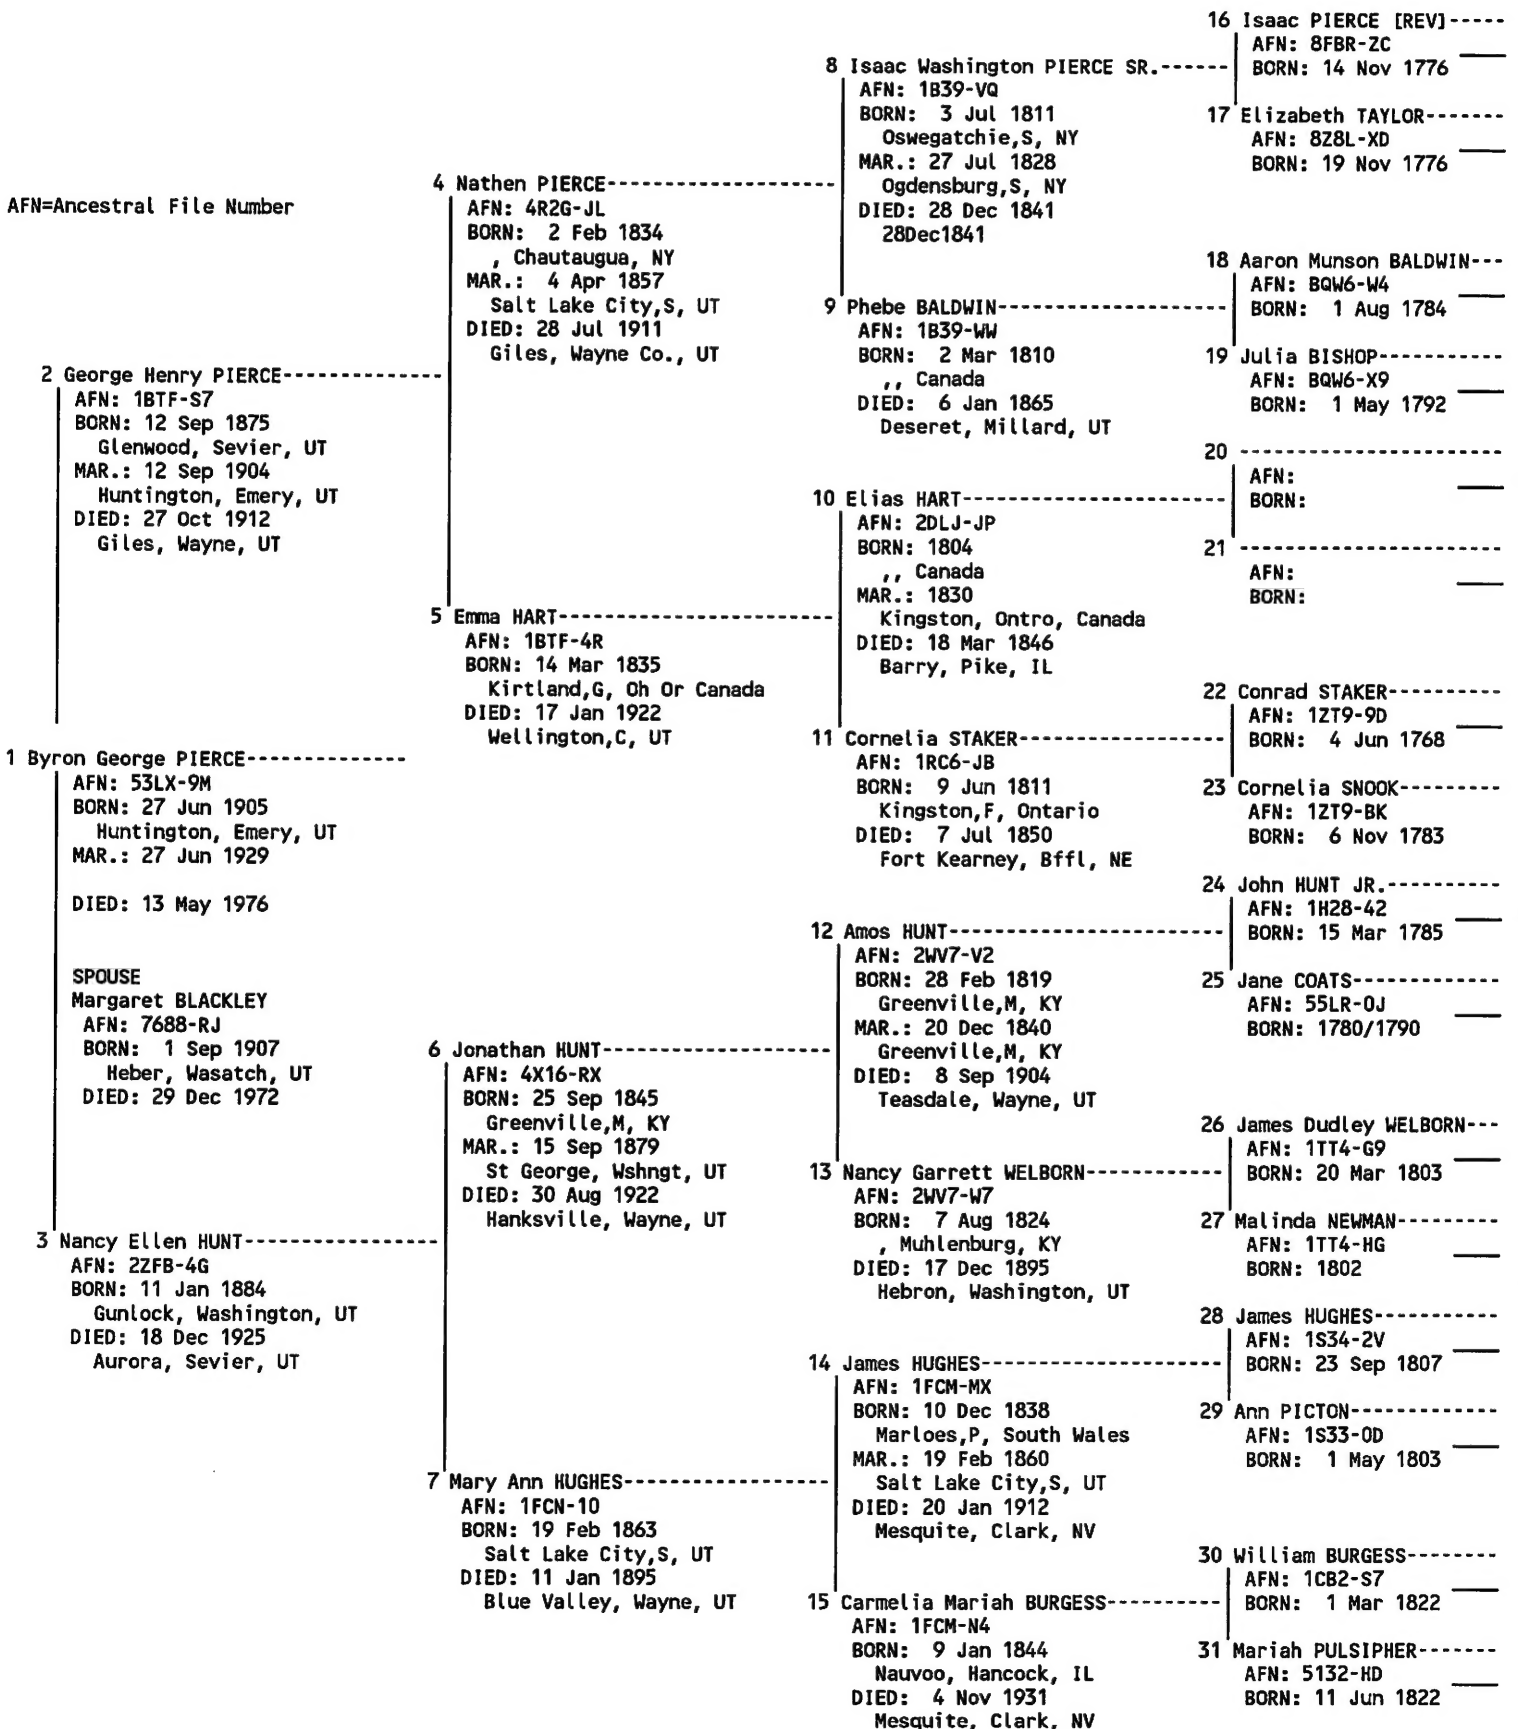 AFN=Ancestral File Number
1 Byron George PIERCE--------------
AFN: 53LX-9M
BORN: 27 Jun 1905
Huntington, Emery, UT
MAR.: 27 Jun 1929
DIED: 13 May 1976
SPOUSE
Margaret BLACKLEY
AFN: 7688-RJ
BORN: 1 Sep 1907
Heber, Wasatch, UT
DIED: 29 Dec 1972
2 George Henry PIERCE--------------
AFN: 1BTF-S7
BORN: 12 Sep 1875
Glenwood, Sevier, UT
MAR.: 12 Sep 1904
Huntington, Emery, UT
DIED: 27 Oct 1912
Giles, Wayne, UT
3 Nancy Ellen HUNT-----------------
AFN: 2ZFB-4G
BORN: 11 Jan 1884
Gunlock, Washington, UT
DIED: 18 Dec 1925
Aurora, Sevier, UT
4 Nathen PIERCE--------------------
AFN: 4R2G-JL
BORN: 2 Feb 1834
, Chautaugua, NY
MAR.: 4 Apr 1857
Salt Lake City,S, UT
DIED: 28 Jul 1911
Giles, Wayne Co., UT
5 Emma HART------------------------
AFN: 1BTF-4R
BORN: 14 Mar 1835
Kirtland,G, Oh Or Canada
DIED: 17 Jan 1922
Wellington,C, UT
6 Jonathan HUNT--------------------
AFN: 4X16-RX
BORN: 25 Sep 1845
Greenville,M, KY
MAR.: 15 Sep 1879
St George, Wshngt, UT
DIED: 30 Aug 1922
Hanksville, Wayne, UT
7 Mary Ann HUGHES------------------
AFN: 1FCN-10
BORN: 19 Feb 1863
Salt Lake City,S, UT
DIED: 11 Jan 1895
Blue Valley, Wayne, UT
8 Isaac Washington PIERCE SR.------
AFN: 1B39-VQ
BORN: 3 Jul 1811
Oswegatchie,S, NY
MAR.: 27 Jul 1828
Ogdensburg,S, NY
DIED: 28 Dec 1841
28Dec1841
9 Phebe BALDWIN--------------------
AFN: 1B39-WW
BORN: 2 Mar 1810
,, Canada
DIED: 6 Jan 1865
Deseret, Millard, UT
10 Elias HART-----------------------
AFN: 2DLJ-JP
BORN: 1804
,, Canada
MAR.: 1830
Kingston, Ontro, Canada
DIED: 18 Mar 1846
Barry, Pike, IL
11 Cornelia STAKER------------------
AFN: 1RC6-JB
BORN: 9 Jun 1811
Kingston,F, Ontario
DIED: 7 Jul 1850
Fort Kearney, Bffl, NE
12 Amos HUNT------------------------
AFN: 2WV7-V2
BORN: 28 Feb 1819
Greenville,M, KY
MAR.: 20 Dec 1840
Greenville,M, KY
DIED: 8 Sep 1904
Teasdale, Wayne, UT
13 Nancy Garrett WELBORN------------
AFN: 2WV7-W7
BORN: 7 Aug 1824
, Muhlenburg, KY
DIED: 17 Dec 1895
Hebron, Washington, UT
14 James HUGHES---------------------
AFN: 1FCM-MX
BORN: 10 Dec 1838
Marloes,P, South Wales
MAR.: 19 Feb 1860
Salt Lake City,S, UT
DIED: 20 Jan 1912
Mesquite, Clark, NV
15 Carmelia Mariah BURGESS----------
AFN: 1FCM-N4
BORN: 9 Jan 1844
Nauvoo, Hancock, IL
DIED: 4 Nov 1931
Mesquite, Clark, NV
16 Isaac PIERCE [REV]-----
AFN: 8FBR-ZC
BORN: 14 Nov 1776
17 Elizabeth TAYLOR-------
AFN: 8Z8L-XD
BORN: 19 Nov 1776
18 Aaron Munson BALDWIN---
AFN: BQW6-W4
BORN: 1 Aug 1784
19 Julia BISHOP-----------
AFN: BQW6-X9
BORN: 1 May 1792
20 -----------------------
AFN:
BORN:
21 -----------------------
AFN:
BORN:
22 Conrad STAKER----------
AFN: 1ZT9-9D
BORN: 4 Jun 1768
23 Cornelia SNOOK---------
AFN: 1ZT9-BK
BORN: 6 Nov 1783
24 John HUNT JR.----------
AFN: 1H28-42
BORN: 15 Mar 1785
25 Jane COATS-------------
AFN: 55LR-0J
BORN: 1780/1790
26 James Dudley WELBORN---
AFN: 1TT4-G9
BORN: 20 Mar 1803
27 Malinda NEWMAN---------
AFN: 1TT4-HG
BORN: 1802
28 James HUGHES-----------
AFN: 1S34-2V
BORN: 23 Sep 1807
29 Ann PICTON-------------
AFN: 1S33-0D
BORN: 1 May 1803
30 William BURGESS--------
AFN: 1CB2-S7
BORN: 1 Mar 1822
31 Mariah PULSIPHER-------
AFN: 5132-HD
BORN: 11 Jun 1822